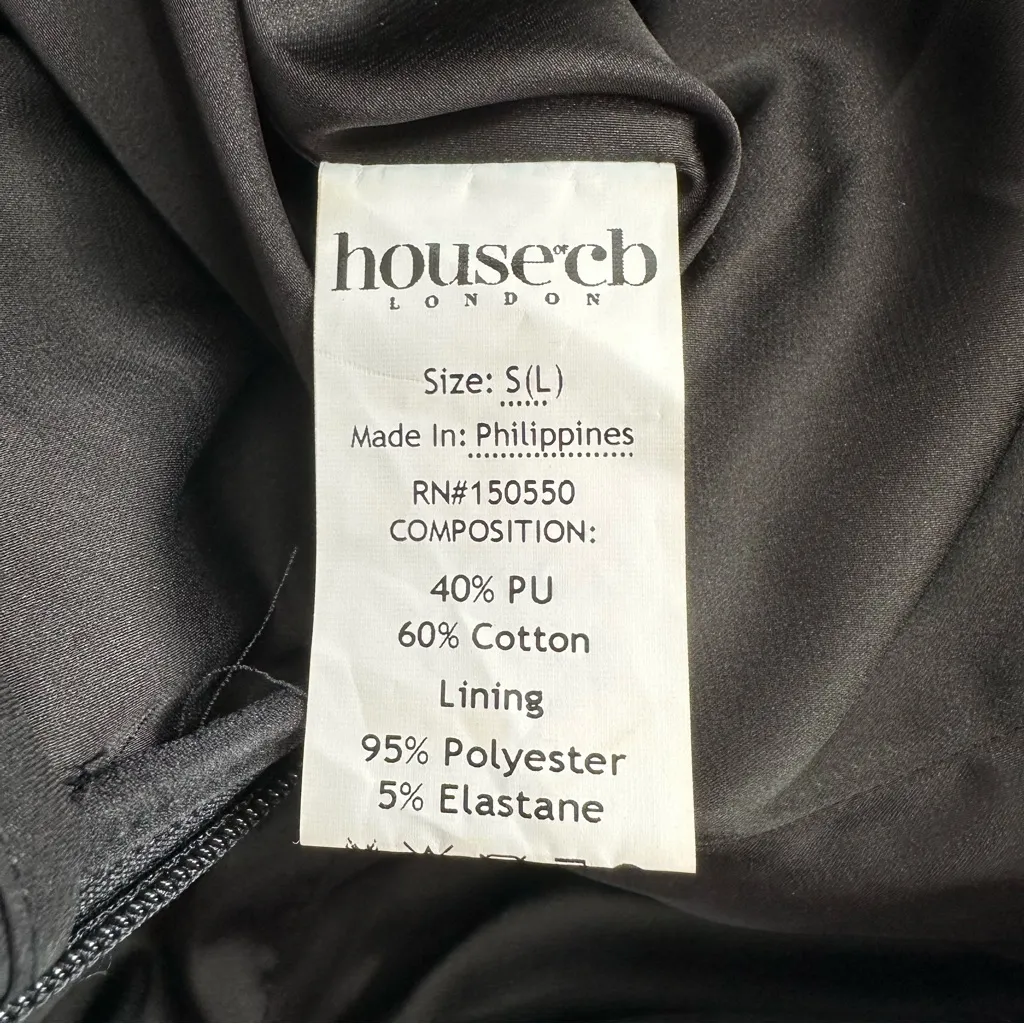 house of cb
LONDON
Size: S(L)
Made In: Philippines
RN#150550
COMPOSITION:
40% PU
60% Cotton
Lining
95% Polyester
5% Elastane